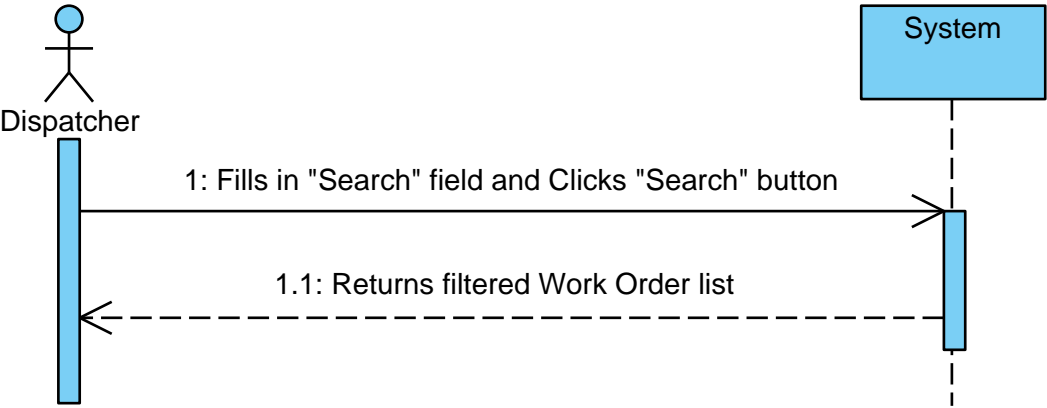 System
Dispatcher
1: Fills in "Search" field and Clicks "Search" button
1.1: Returns filtered Work Order list